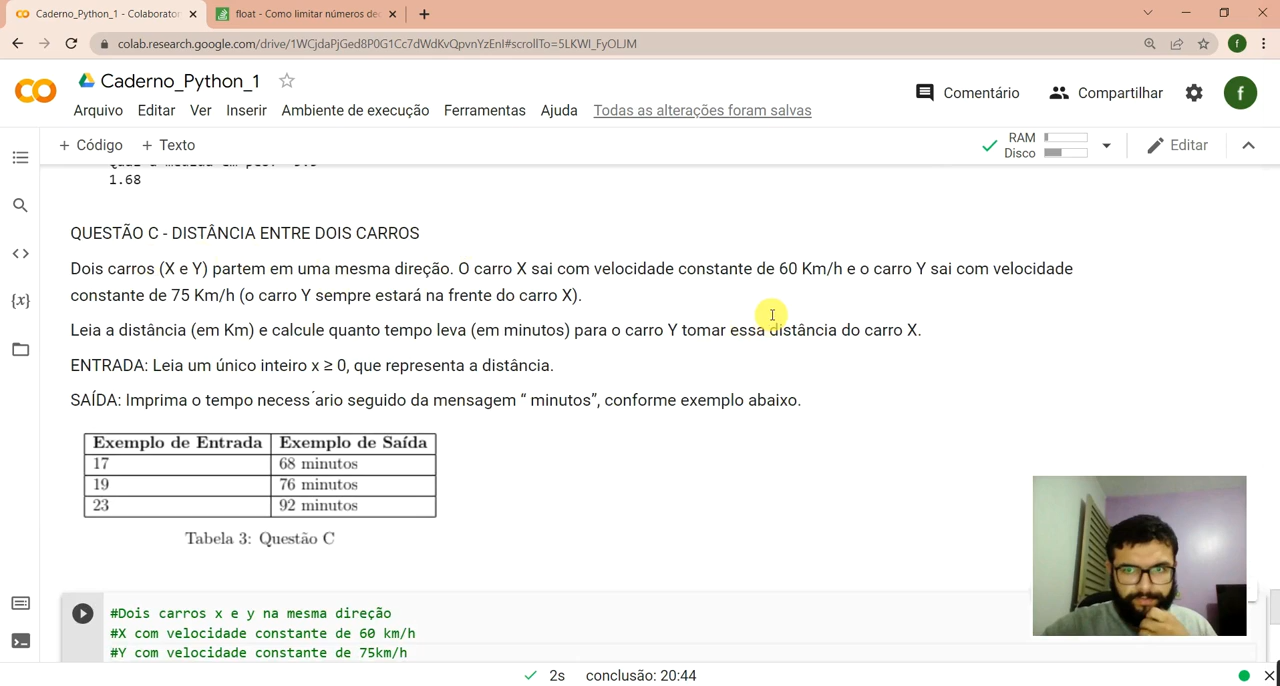 Caderno_Python_1 - Colaborator
float - Como limitar números de
colab.research.google.com/drive/1WCjdaPjGed8P0G1Cc7dWdKvQpvnYzEnI#scrollTo=5LKWI_FyOLJM
f
Caderno_Python_1
Comentário
Compartilhar
f
Arquivo Editar Ver Inserir Ambiente de execução Ferramentas Ajuda Todas as alterações foram salvas
+ Código + Texto
RAM
Disco
Editar
1.68
QUESTÃO C - DISTÂNCIA ENTRE DOIS CARROS
Dois carros (X e Y) partem em uma mesma direção. O carro X sai com velocidade constante de 60 Km/h e o carro Y sai com velocidade
constante de 75 Km/h (o carro Y sempre estará na frente do carro X).
Leia a distância (em Km) e calcule quanto tempo leva (em minutos) para o carro Y tomar essa distância do carro X.
ENTRADA: Leia um único inteiro x ≥ 0, que representa a distância.
SAÍDA: Imprima o tempo necess ́ario seguido da mensagem “ minutos”, conforme exemplo abaixo.
Exemplo de Entrada Exemplo de Saída
17 68 minutos
19 76 minutos
23 92 minutos
Tabela 3: Questão C
#Dois carros x e y na mesma direção
#X com velocidade constante de 60 km/h
#Y com velocidade constante de 75km/h
2s conclusão: 20:44